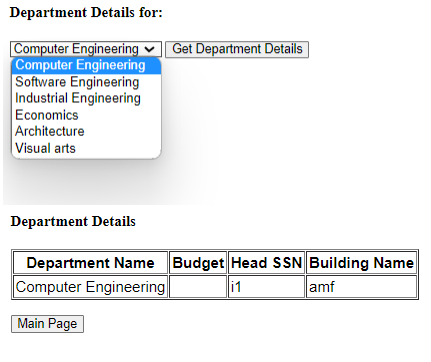 Department Details for:
Computer Engineering Get Department Details
Computer Engineering
Software Engineering
Industrial Engineering
Economics
Architecture
Visual arts
Department Details
Department Name Budget Head SSN Building Name
Computer Engineering i1 amf
Main Page